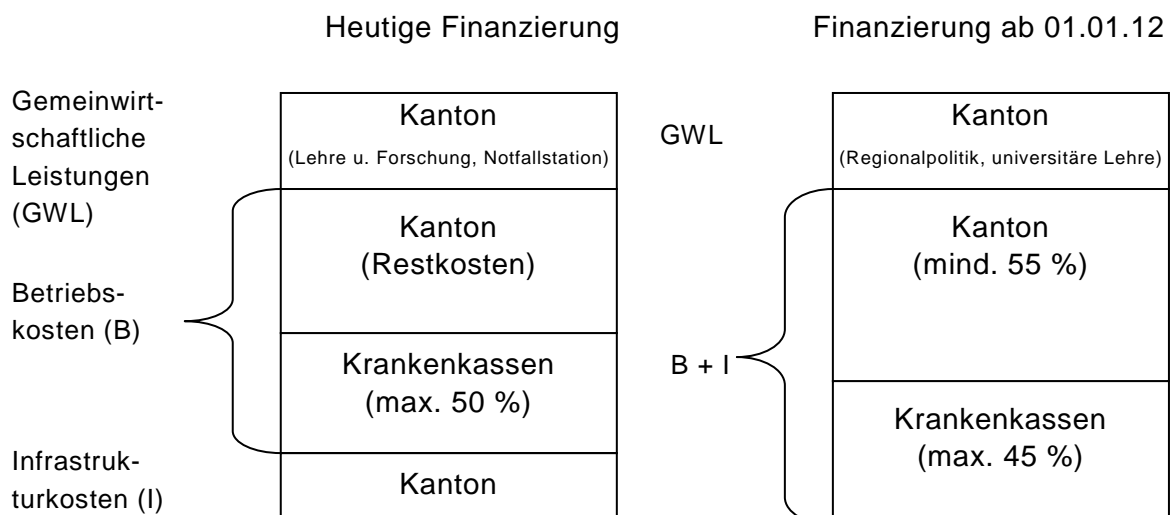 Heutige Finanzierung
Finanzierung ab 01.01.12
Gemeinwirt-
schaftliche
Leistungen
(GWL)
Kanton
(Lehre u. Forschung, Notfallstation)
GWL
Kanton
(Regionalpolitik, universitäre Lehre)
Betriebs-
kosten (B)
Kanton
(Restkosten)
Krankenkassen
(max. 50 %)
B + I
Kanton
(mind. 55 %)
Krankenkassen
(max. 45 %)
Infrastruk-
turkosten (I)
Kanton